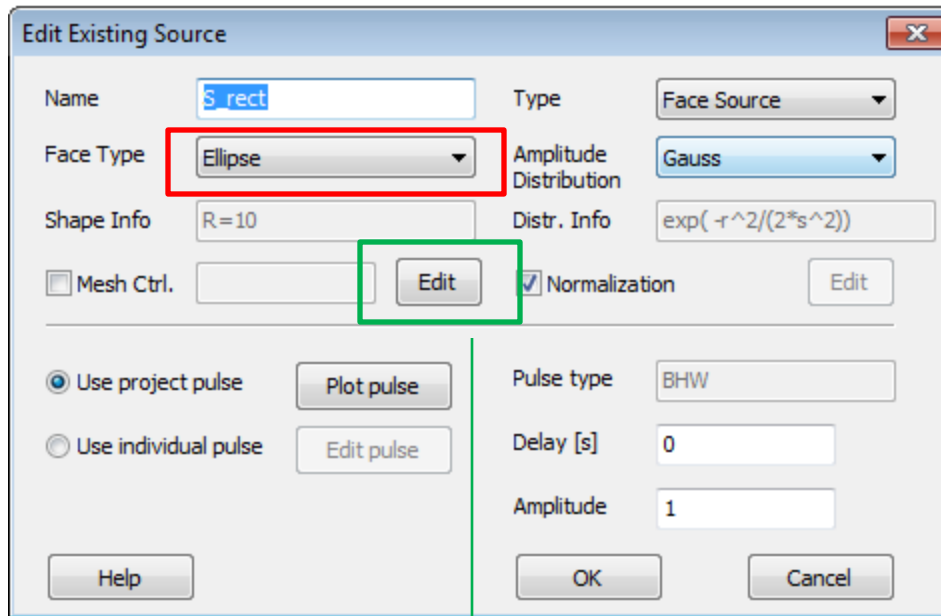 Edit Existing Source
Name S_rect Type Face Source
Face Type Ellipse Amplitude Distribution Gauss
Shape Info R=10 Distr. Info exp( -r^2/(2*s^2))
Mesh Ctrl. Edit Normalization Edit
Use project pulse Plot pulse Pulse type BHW
Use individual pulse Edit pulse Delay [s] 0
Amplitude 1
Help OK Cancel